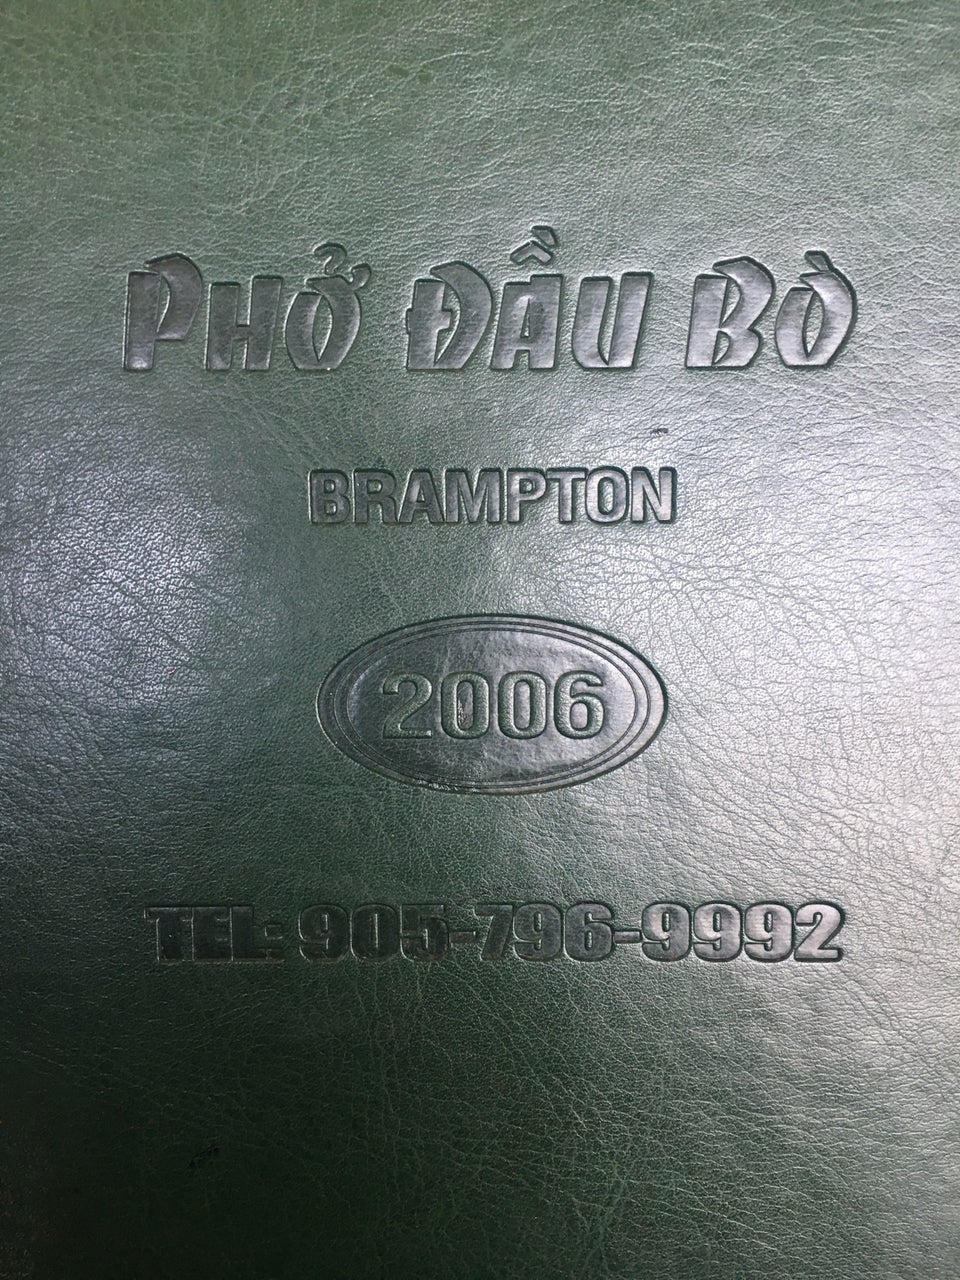 PHỞ ĐẦU BÒ
BRAMPTON
2006
TEL: 905-796-9992